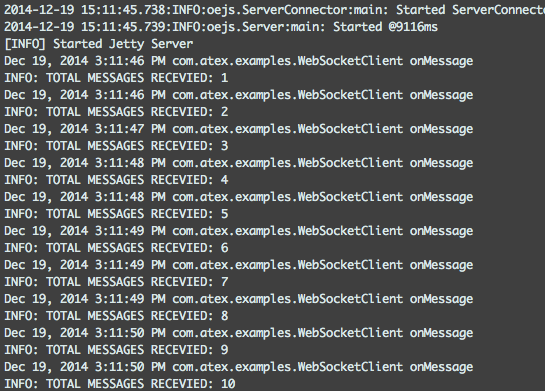 2014-12-19 15:11:45.738:INFO:oejs.ServerConnector:main: Started
2014-12-19 15:11:45.739:INFO:oejs.Server:main: Started @9116ms
[INFO] Started Jetty Server
Dec 19, 2014 3:11:46 PM com.atex.examples.WebSocketClient onMessage
INFO: TOTAL MESSAGES RECEVIED: 1
Dec 19, 2014 3:11:46 PM com.atex.examples.WebSocketClient onMessage
INFO: TOTAL MESSAGES RECEVIED: 2
Dec 19, 2014 3:11:47 PM com.atex.examples.WebSocketClient onMessage
INFO: TOTAL MESSAGES RECEVIED: 3
Dec 19, 2014 3:11:48 PM com.atex.examples.WebSocketClient onMessage
INFO: TOTAL MESSAGES RECEVIED: 4
Dec 19, 2014 3:11:48 PM com.atex.examples.WebSocketClient onMessage
INFO: TOTAL MESSAGES RECEVIED: 5
Dec 19, 2014 3:11:49 PM com.atex.examples.WebSocketClient onMessage
INFO: TOTAL MESSAGES RECEVIED: 6
Dec 19, 2014 3:11:49 PM com.atex.examples.WebSocketClient onMessage
INFO: TOTAL MESSAGES RECEVIED: 7
Dec 19, 2014 3:11:49 PM com.atex.examples.WebSocketClient onMessage
INFO: TOTAL MESSAGES RECEVIED: 8
Dec 19, 2014 3:11:50 PM com.atex.examples.WebSocketClient onMessage
INFO: TOTAL MESSAGES RECEVIED: 9
Dec 19, 2014 3:11:50 PM com.atex.examples.WebSocketClient onMessage
INFO: TOTAL MESSAGES RECEVIED: 10